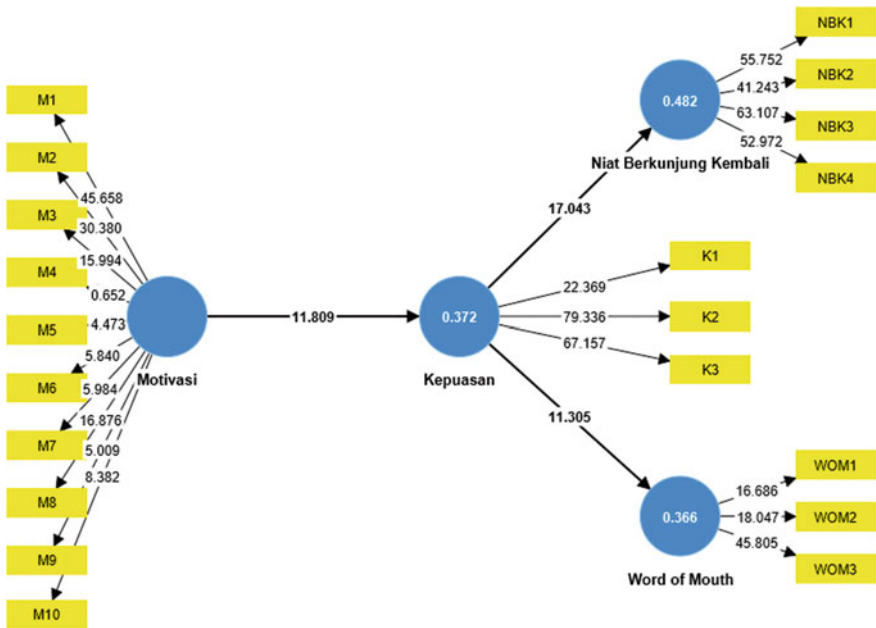 M1
M2
M3
M4
M5
M6
M7
M8
M9
M10
45.658
30.380
15.994
0.652
4.473
5.840
5.984
16.876
5.009
8.382
Motivasi
11.809
0.372
Kepuasan
17.043
11.305
22.369
79.336
67.157
K1
K2
K3
0.482
Niat Berkunjung Kembali
55.752
41.243
63.107
52.972
NBK1
NBK2
NBK3
NBK4
0.366
Word of Mouth
16.686
18.047
45.805
WOM1
WOM2
WOM3